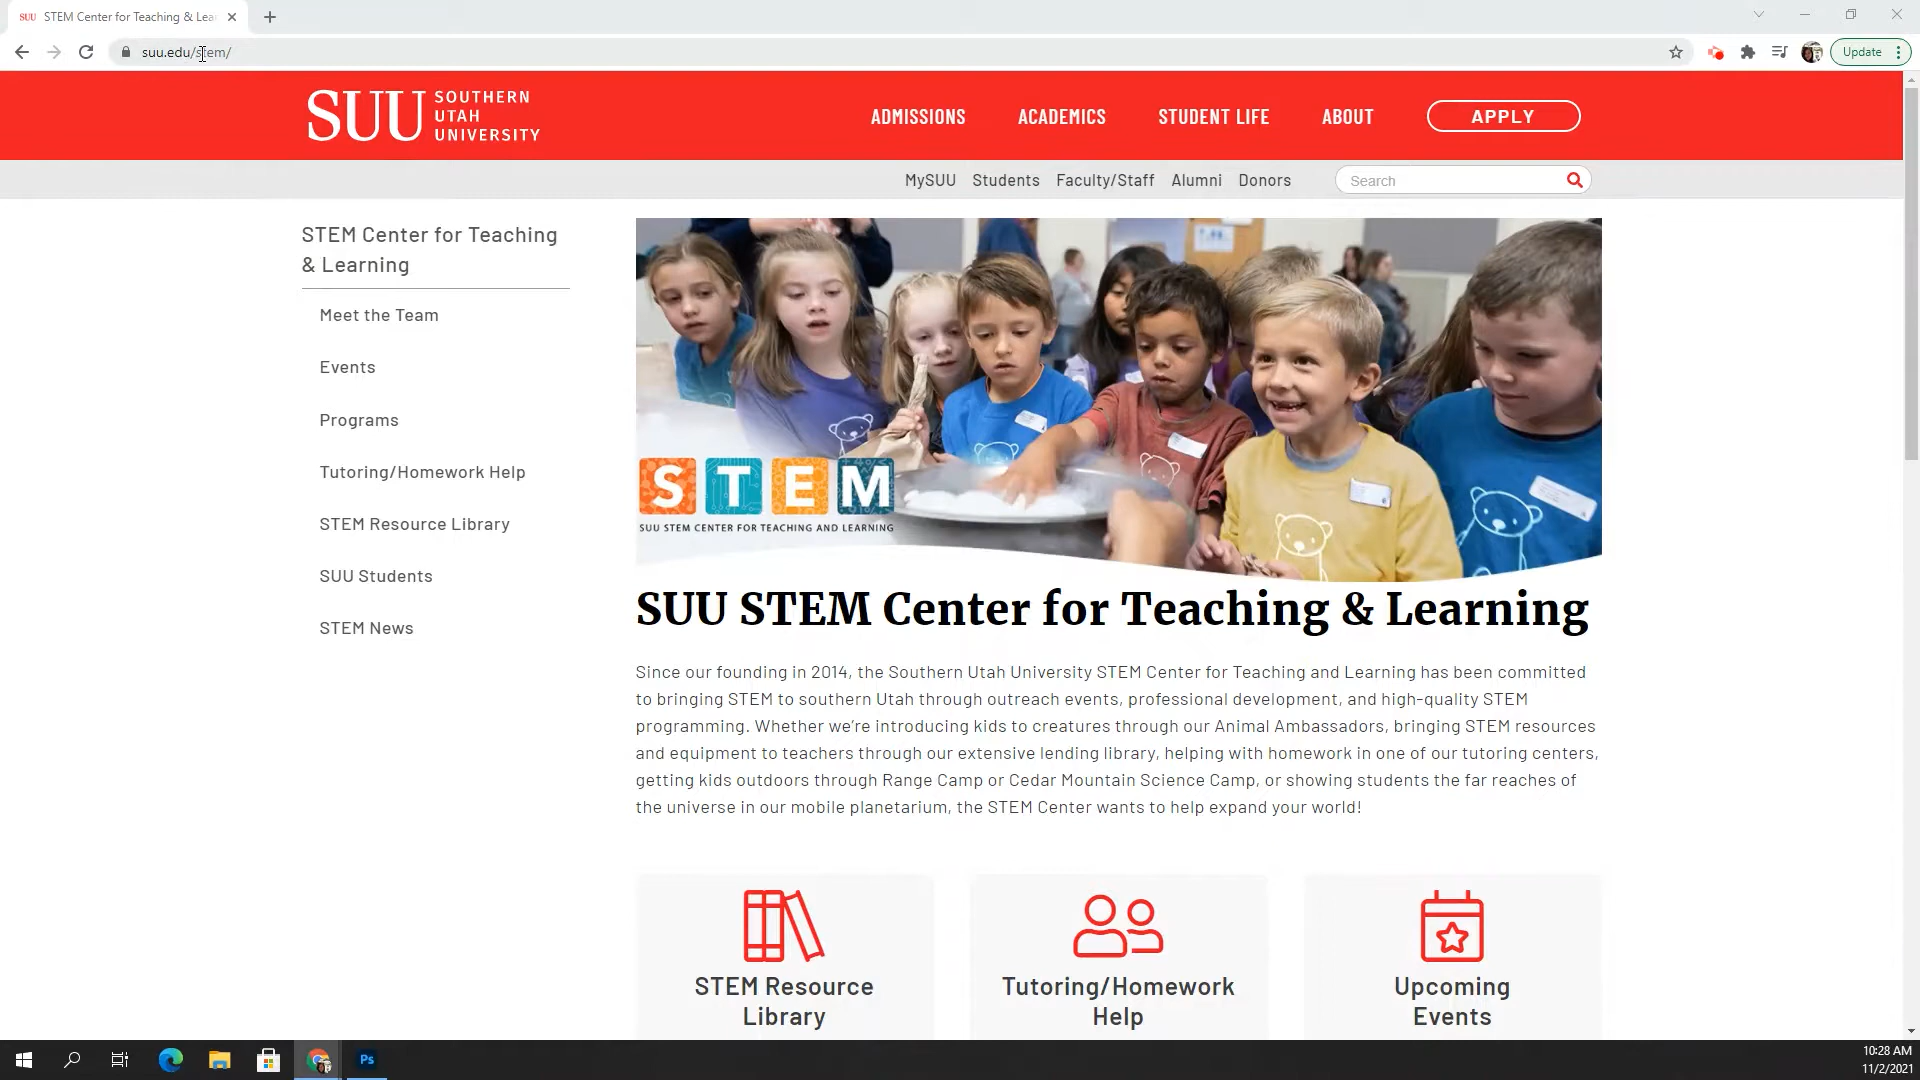 SUU STEM Center for Teaching & Lea
suu.edu/stem/
Update
SUU SOUTHERN
UTAH
UNIVERSITY
ADMISSIONS ACADEMICS STUDENT LIFE ABOUT APPLY
MySUU Students Faculty/Staff Alumni Donors Search
STEM Center for Teaching
& Learning
Meet the Team
Events
Programs
Tutoring/Homework Help
STEM Resource Library
SUU Students
STEM News
STEM
SUU STEM CENTER FOR TEACHING AND LEARNING
SUU STEM Center for Teaching & Learning
Since our founding in 2014, the Southern Utah University STEM Center for Teaching and Learning has been committed
to bringing STEM to southern Utah through outreach events, professional development, and high-quality STEM
programming. Whether we’re introducing kids to creatures through our Animal Ambassadors, bringing STEM resources
and equipment to teachers through our extensive lending library, helping with homework in one of our tutoring centers,
getting kids outdoors through Range Camp or Cedar Mountain Science Camp, or showing students the far reaches of
the universe in our mobile planetarium, the STEM Center wants to help expand your world!
STEM Resource
Library
Tutoring/Homework
Help
Upcoming
Events
Ps
10:28 AM
11/2/2021